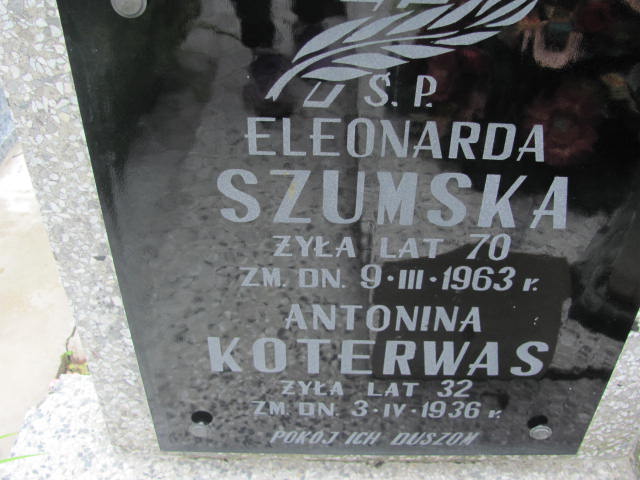 Ś. P.
ELEONARDA
SZUMSKA
ŻYŁA LAT 70
ZM. DN. 9·III·1963 r.
ANTONINA
KOTERWAS
ŻYŁA LAT 32
ZM. DN. 3·IV·1936 r.
POKÓJ ICH DUSZOM